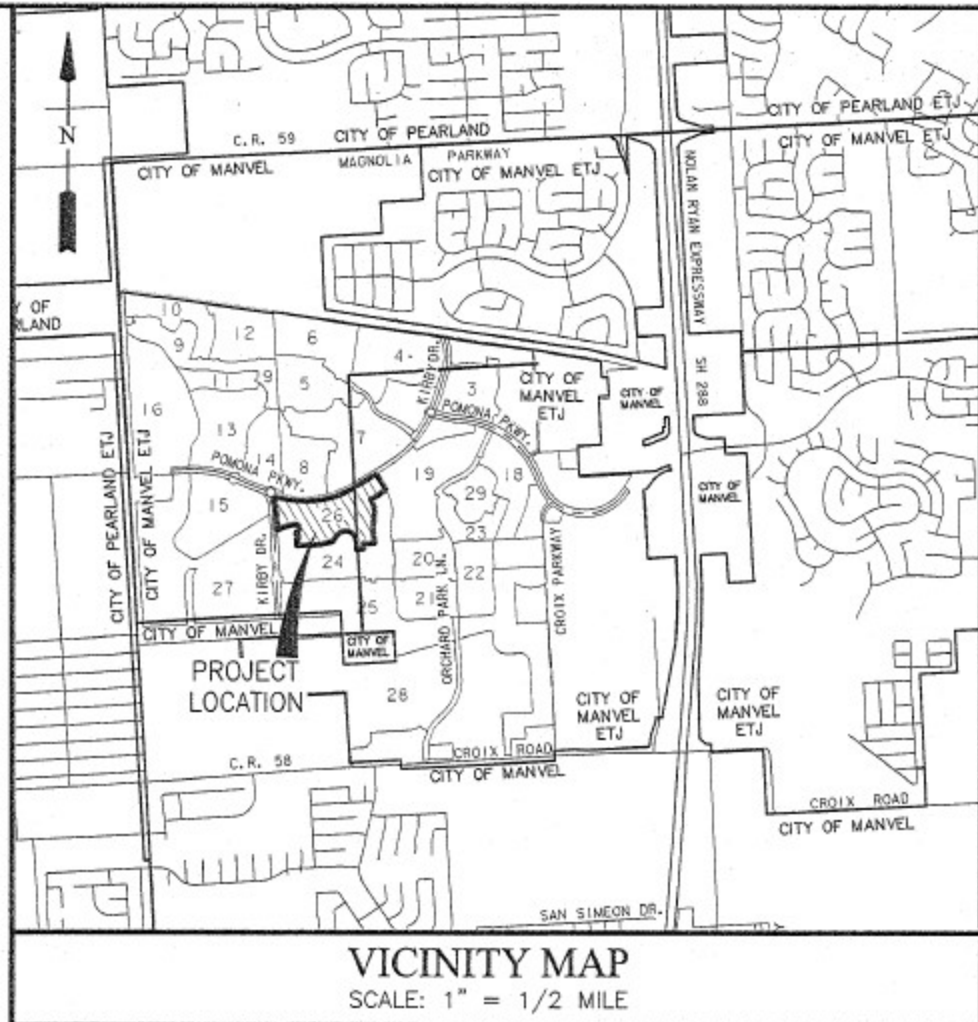 CITY OF PEARLAND ETJ
C.R. 59
CITY OF PEARLAND
CITY OF MANVEL ETJ
N
CITY OF MANVEL
MAGNOLIA
PARKWAY
CITY OF MANVEL ETJ
NOLAN RYAN EXPRESSWAY
Y OF
RLAND
10
12
6
9
4
KIRBY DR.
SH 288
11
9
5
3
CITY OF
MANVEL
ETJ
CITY OF
MANVEL
16
POMONA PKWY.
13
7
14
8
19
18
POMONA PKWY.
15
29
CITY OF
MANVEL
26
CITY OF PEARLAND ETJ
CITY OF MANVEL ETJ
23
KIRBY DR.
24
20
22
CROIX PARKWAY
27
25
21
ORCHARD PARK LN.
CITY OF MANVEL
CITY OF
MANVEL
PROJECT
LOCATION
28
CITY OF
MANVEL
ETJ
CITY OF
MANVEL
ETJ
C.R. 58
CROIX ROAD
CITY OF MANVEL
CROIX ROAD
CITY OF MANVEL
SAN SIMEON DR.
VICINITY MAP
SCALE: 1" = 1/2 MILE